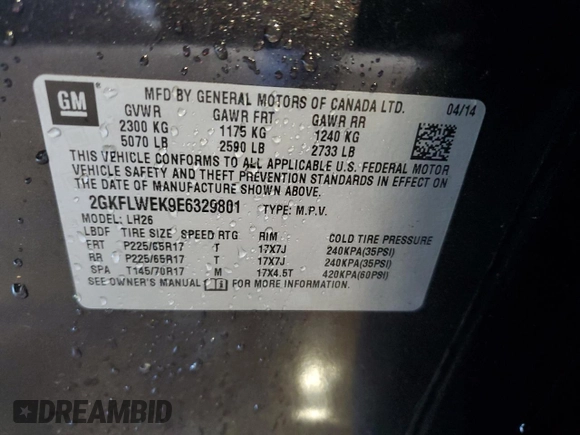 GM
MFD BY GENERAL MOTORS OF CANADA LTD. 04/14
GVWR GAWR FRT GAWR RR
2300 KG 1175 KG 1240 KG
5070 LB 2590 LB 2733 LB
THIS VEHICLE CONFORMS TO ALL APPLICABLE U.S. FEDERAL MOTOR
VEHICLE SAFETY AND THEFT PREVENTION STANDARDS IN EFFECT ON
THE DATE OF MANUFACTURE SHOWN ABOVE.
2GKFLWEK9E6329801 TYPE: M.P.V.
MODEL: LH26
LBDF TIRE SIZE SPEED RTG RIM COLD TIRE PRESSURE
FRT P225/65R17 T 17X7J 240KPA(35PSI)
RR P225/65R17 T 17X7J 240KPA(35PSI)
SPA T145/70R17 M 17X4.5T 420KPA(60PSI)
SEE OWNER'S MANUAL FOR MORE INFORMATION.
DREAMBID